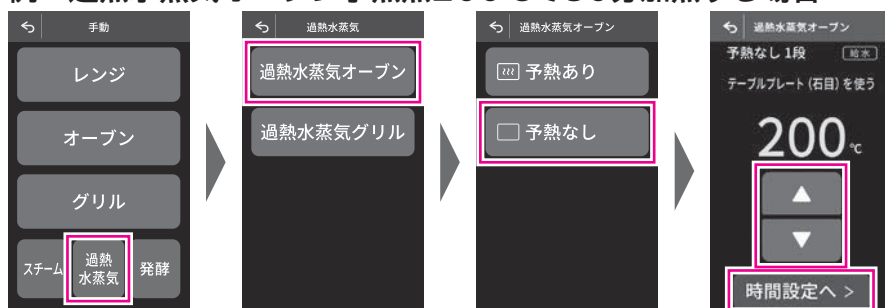 手動
レンジ
オーブン
グリル
スチーム
過熱
水蒸気
発酵
過熱水蒸気
過熱水蒸気オーブン
過熱水蒸気グリル
過熱水蒸気オーブン
予熱あり
予熱なし
過熱水蒸気オーブン
予熱なし 1段 給水
テーブルプレート(石目)を使う
200℃
▲
▼
時間設定へ >